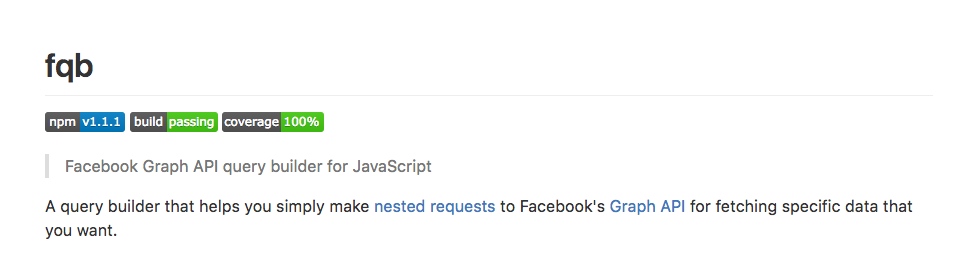 fqb
npm v1.1.1 build passing coverage 100%
Facebook Graph API query builder for JavaScript
A query builder that helps you simply make nested requests to Facebook's Graph API for fetching specific data that
you want.